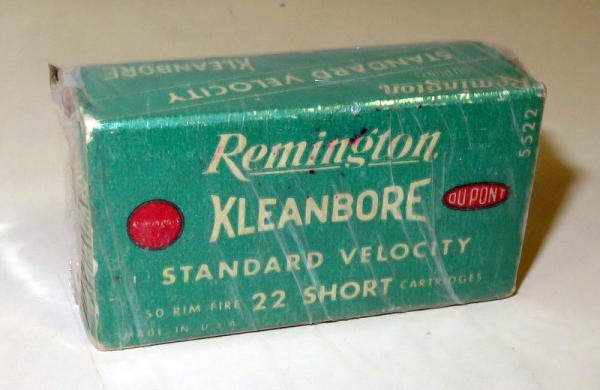 KLEANBORE
STANDARD VELOCITY
Remington
Remington
KLEANBORE
DU PONT
5522
STANDARD VELOCITY
50 RIM FIRE 22 SHORT CARTRIDGES
MADE IN U.S.A.